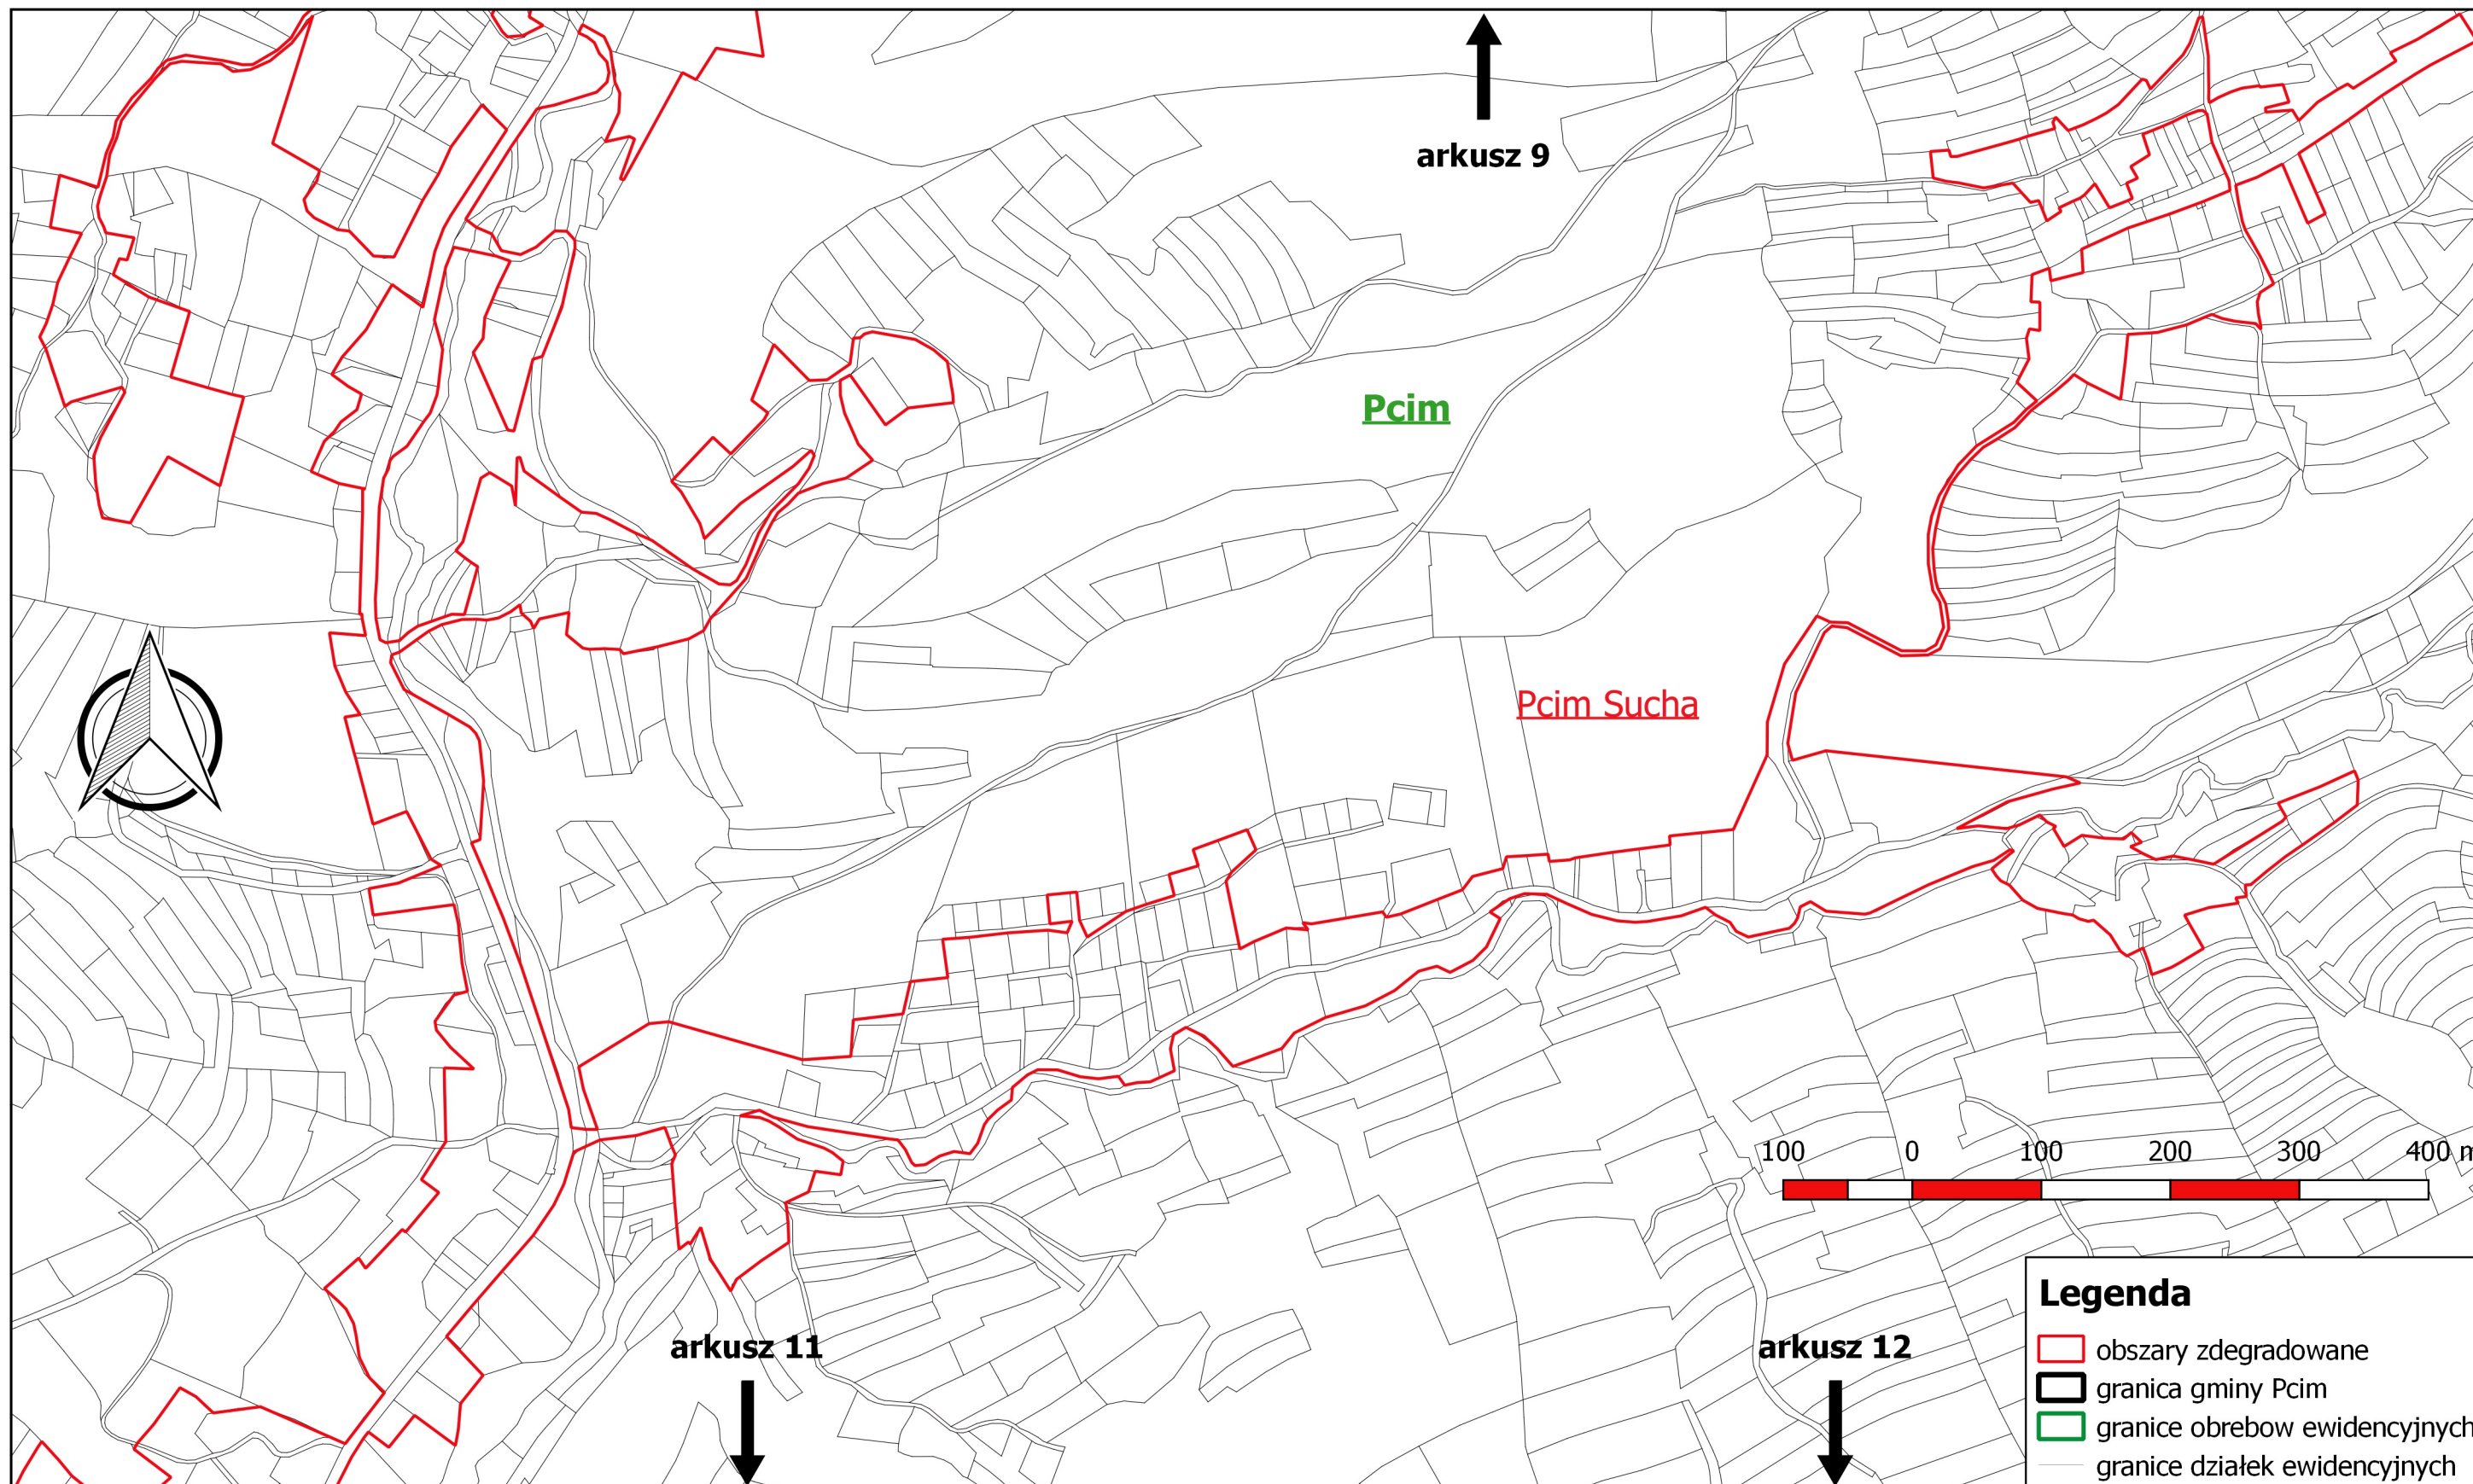 arkusz 9
Pcim
Pcim Sucha
100 0 100 200 300 400 m
arkusz 11
arkusz 12
Legenda
obszary zdegradowane
granica gminy Pcim
granice obrebow ewidencyjnych
granice działek ewidencyjnych